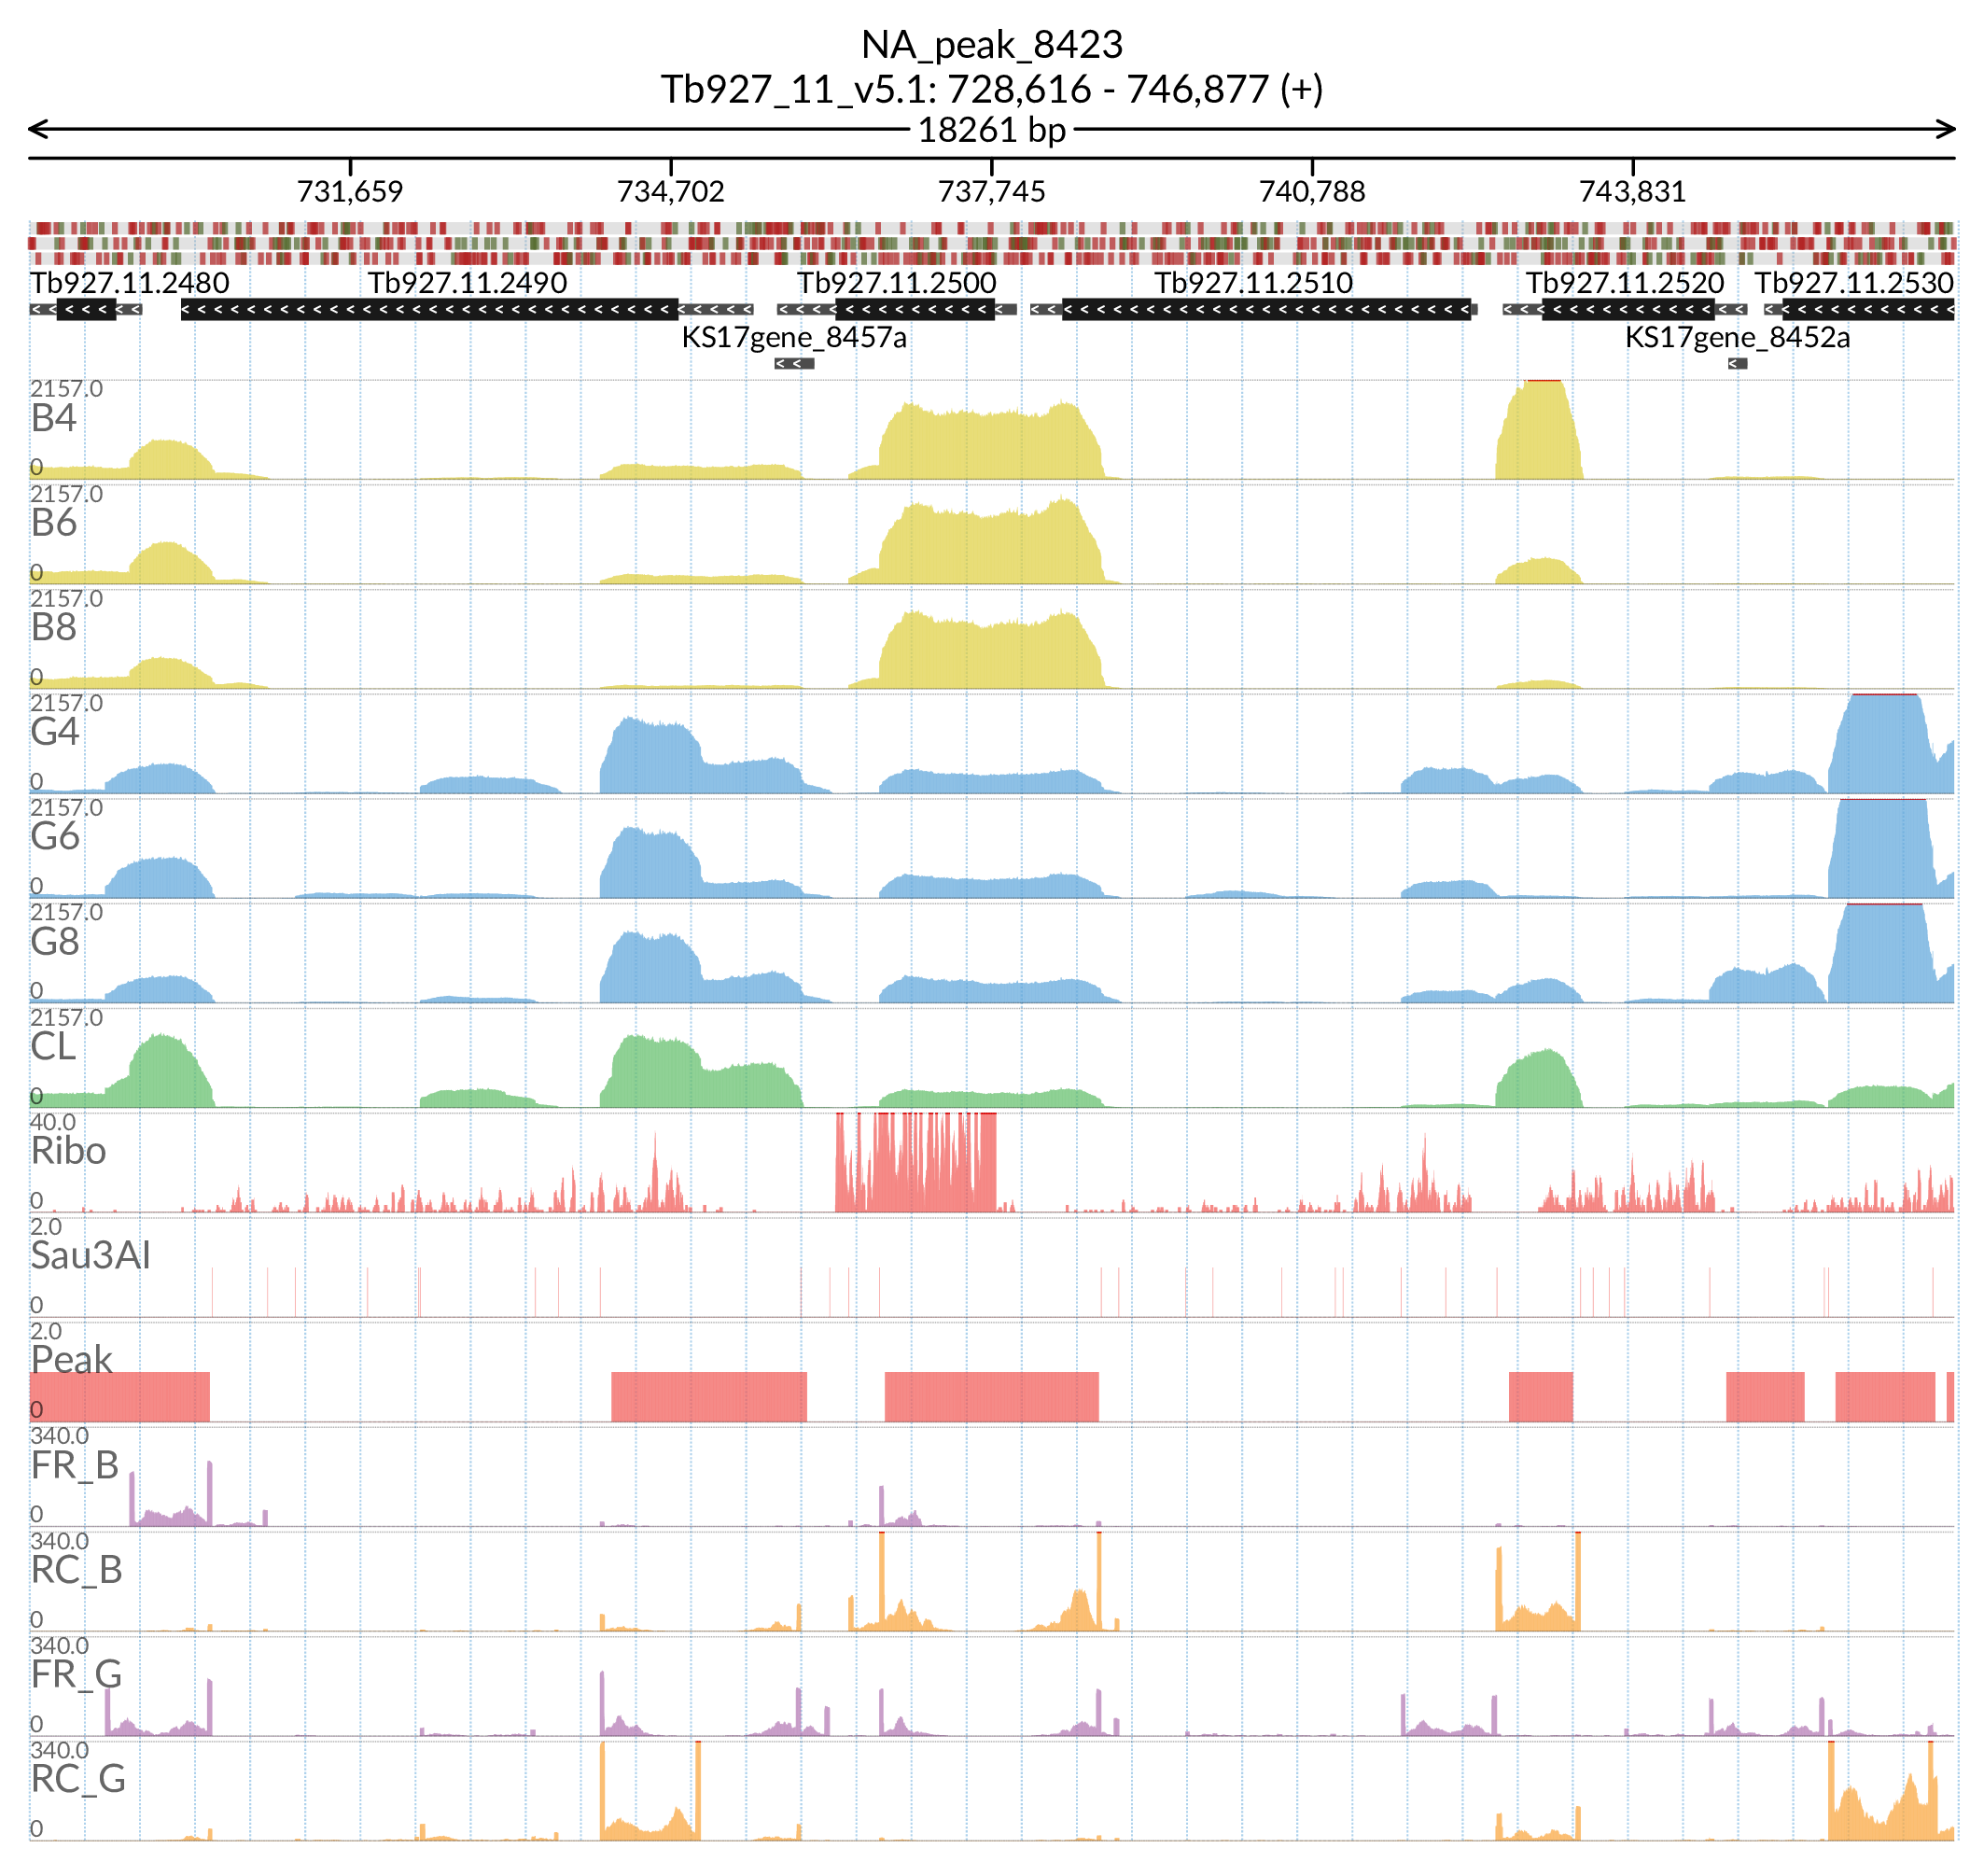 NA_peak_8423
Tb927_11_v5.1: 728,616 - 746,877 (+)
18261 bp
731,659 734,702 737,745 740,788 743,831
Tb927.11.2480 Tb927.11.2490 Tb927.11.2500 Tb927.11.2510 Tb927.11.2520 Tb927.11.2530
KS17gene_8457a KS17gene_8452a
2157.0
B4
0
2157.0
B6
0
2157.0
B8
0
2157.0
G4
0
2157.0
G6
0
2157.0
G8
0
2157.0
CL
0
40.0
Ribo
0
2.0
Sau3AI
0
2.0
Peak
0
340.0
FR_B
0
340.0
RC_B
0
340.0
FR_G
0
340.0
RC_G
0